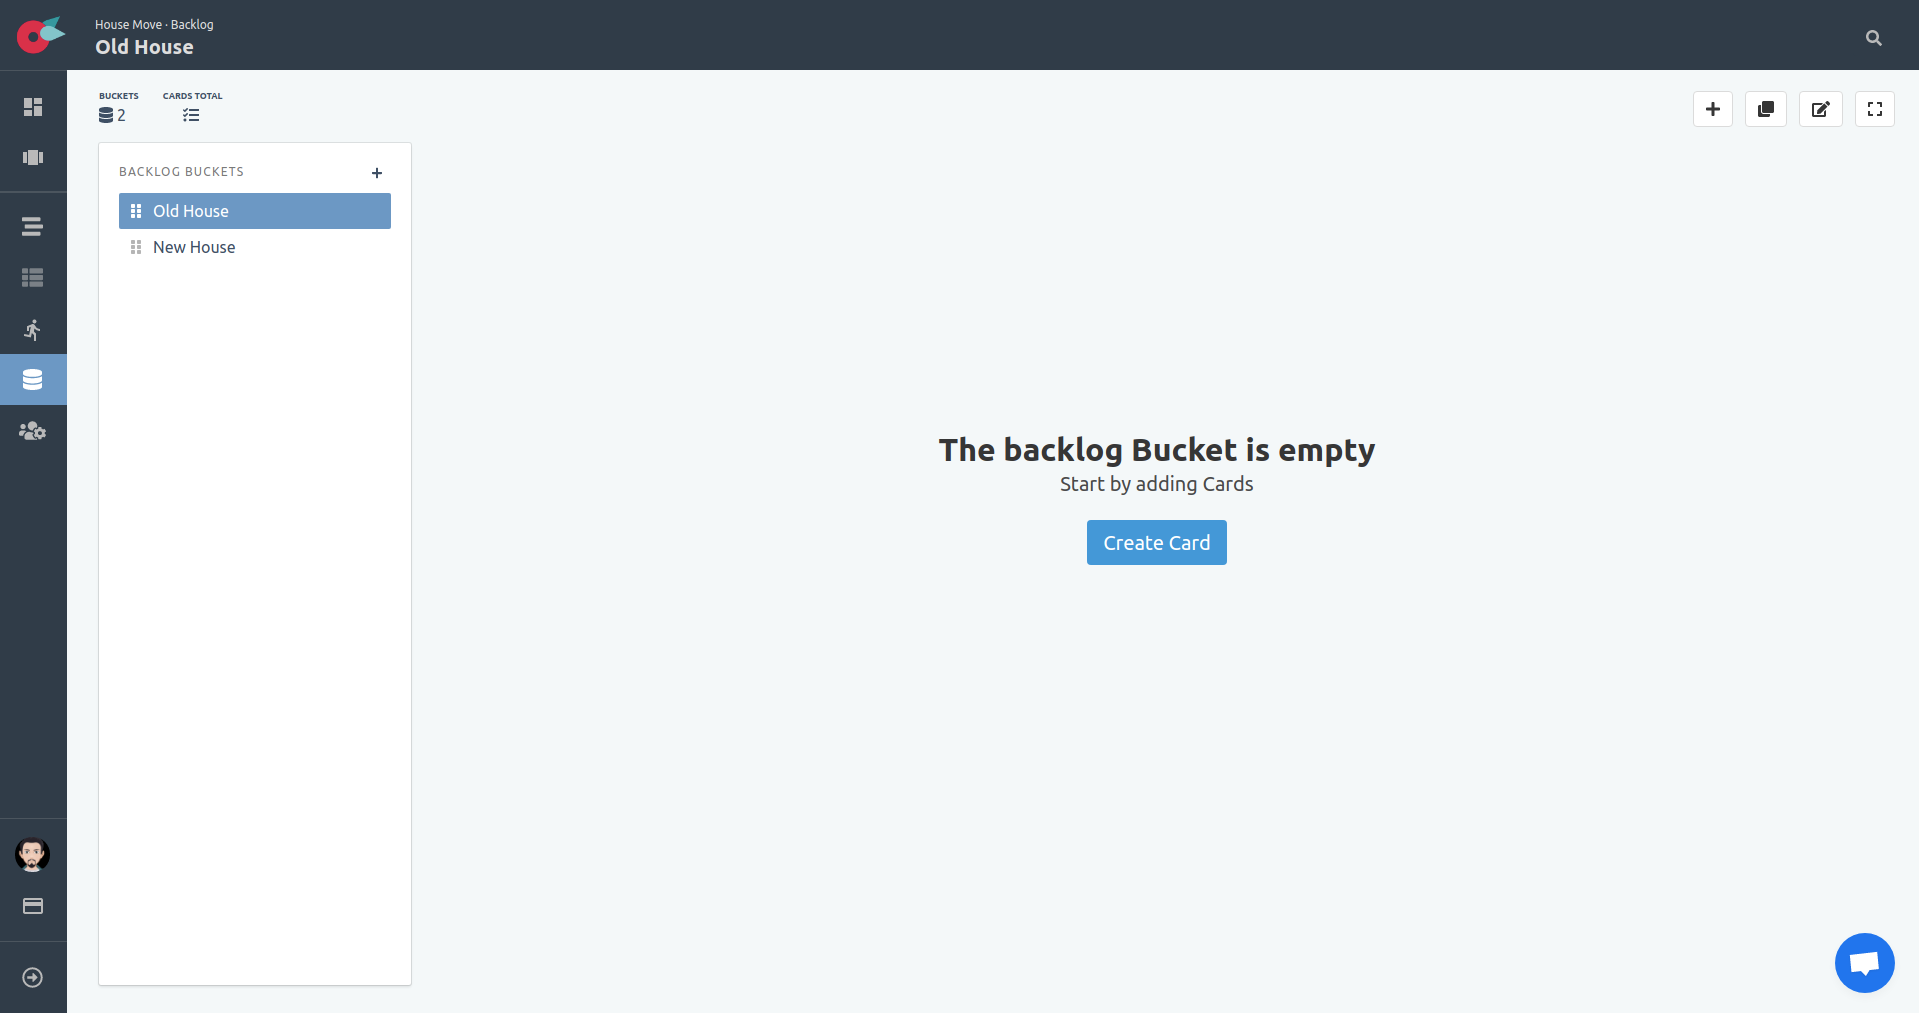 House Move · Backlog
Old House
BUCKETS
2
CARDS TOTAL
BACKLOG BUCKETS
Old House
New House
The backlog Bucket is empty
Start by adding Cards
Create Card